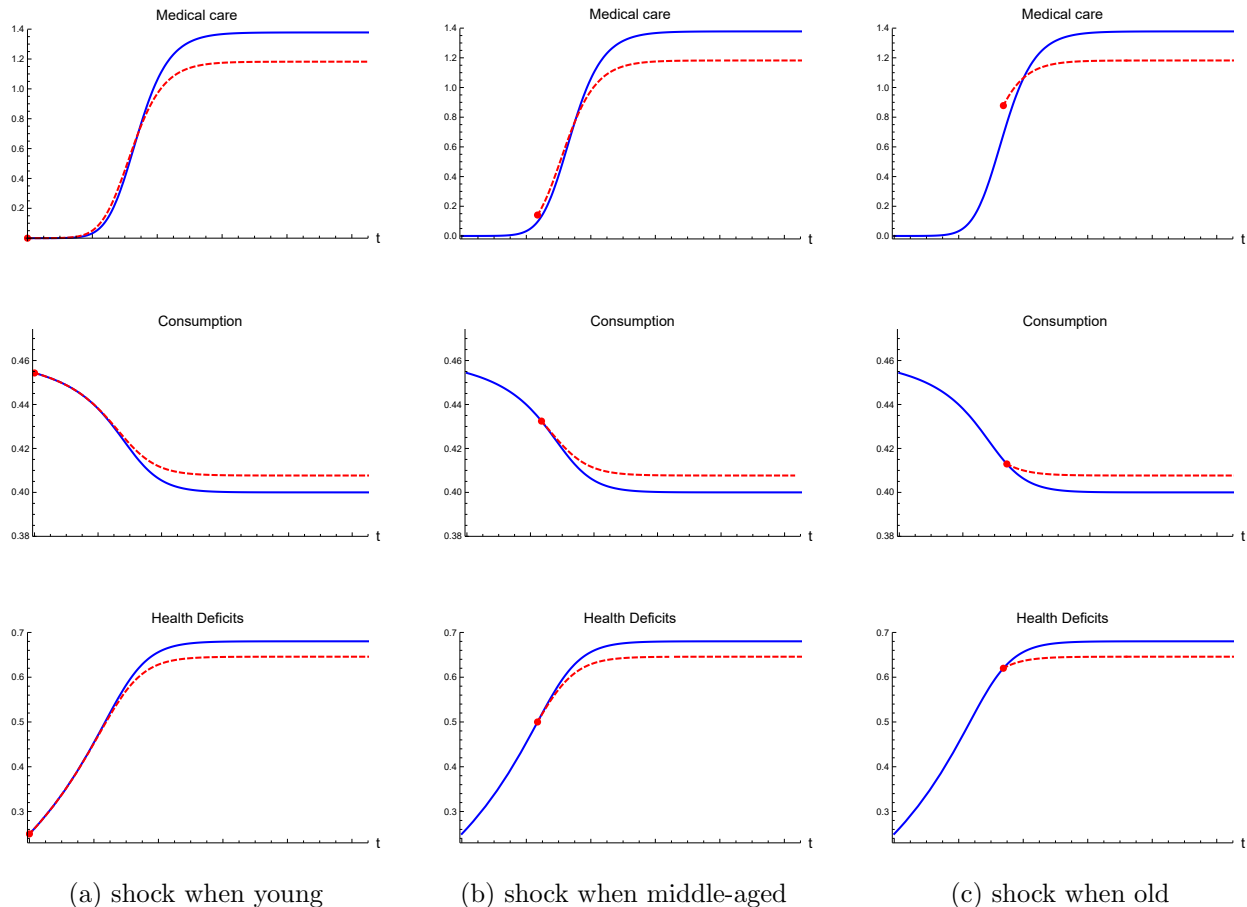 Medical care
1.4
1.2
1.0
0.8
0.6
0.4
0.2
t
Medical care
1.4
1.2
1.0
0.8
0.6
0.4
0.2
0.0
t
Medical care
1.4
1.2
1.0
0.8
0.6
0.4
0.2
0.0
t
Consumption
0.46
0.44
0.42
0.40
0.38
t
Consumption
0.46
0.44
0.42
0.40
0.38
t
Consumption
0.46
0.44
0.42
0.40
0.38
t
Health Deficits
0.7
0.6
0.5
0.4
0.3
t
Health Deficits
0.7
0.6
0.5
0.4
0.3
t
Health Deficits
0.7
0.6
0.5
0.4
0.3
t
(a) shock when young
(b) shock when middle-aged
(c) shock when old